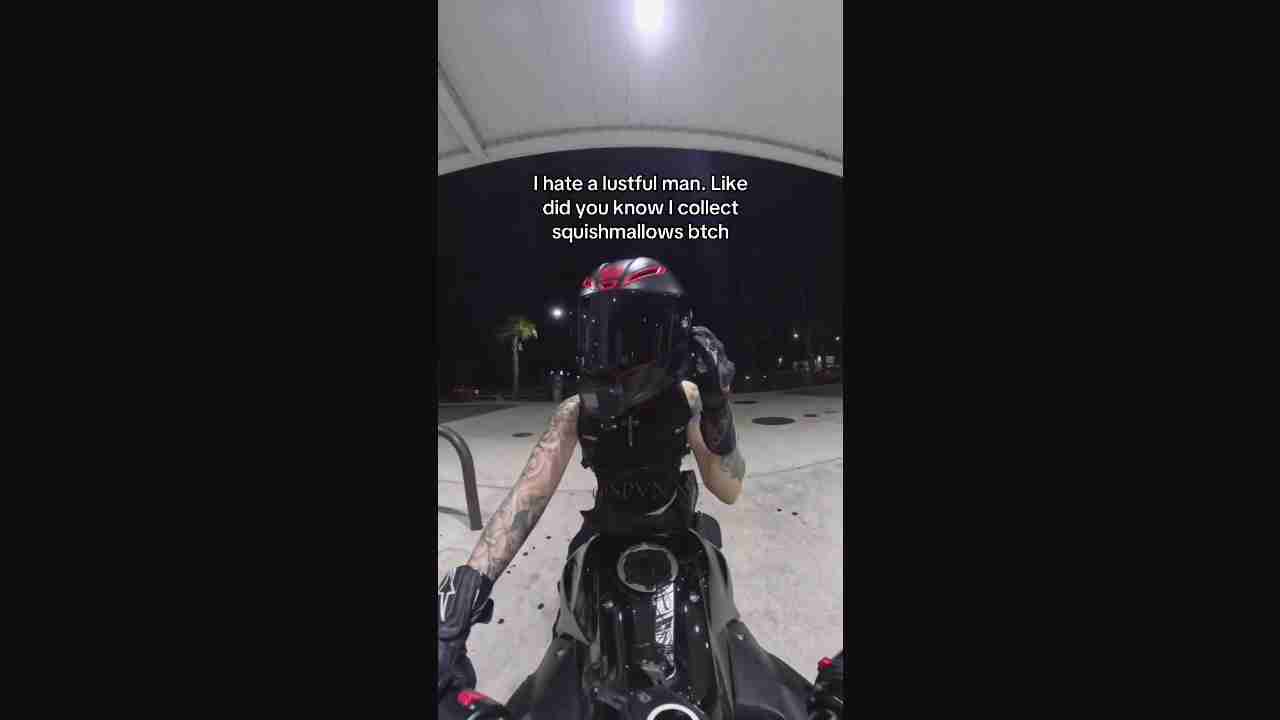 I hate a lustful man. Like
did you know I collect
squishmallows btch